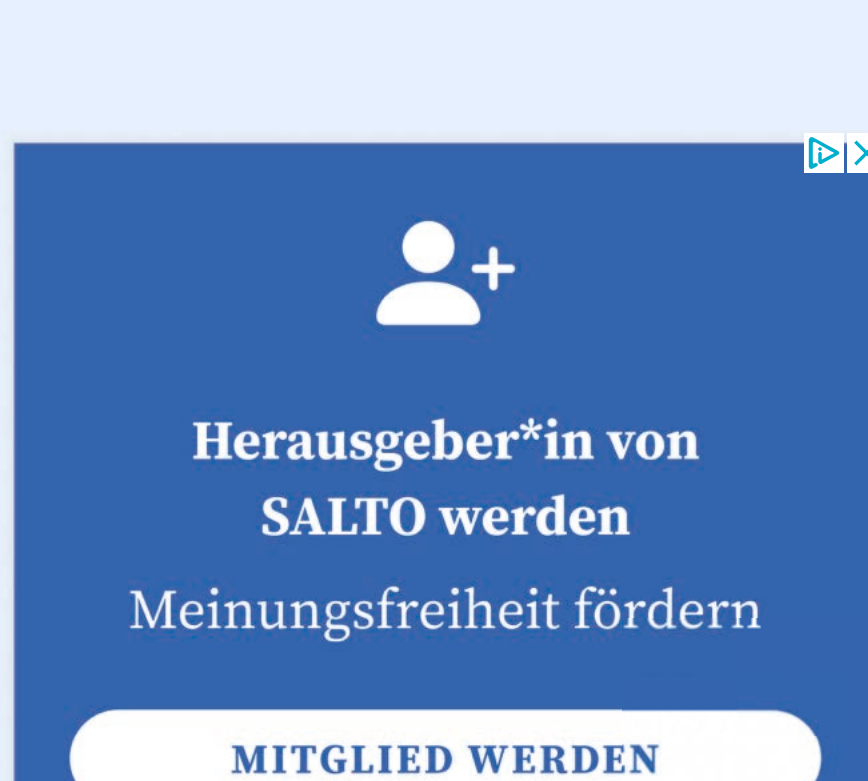 Herausgeber*in von
SALTO werden
Meinungsfreiheit fördern
MITGLIED WERDEN